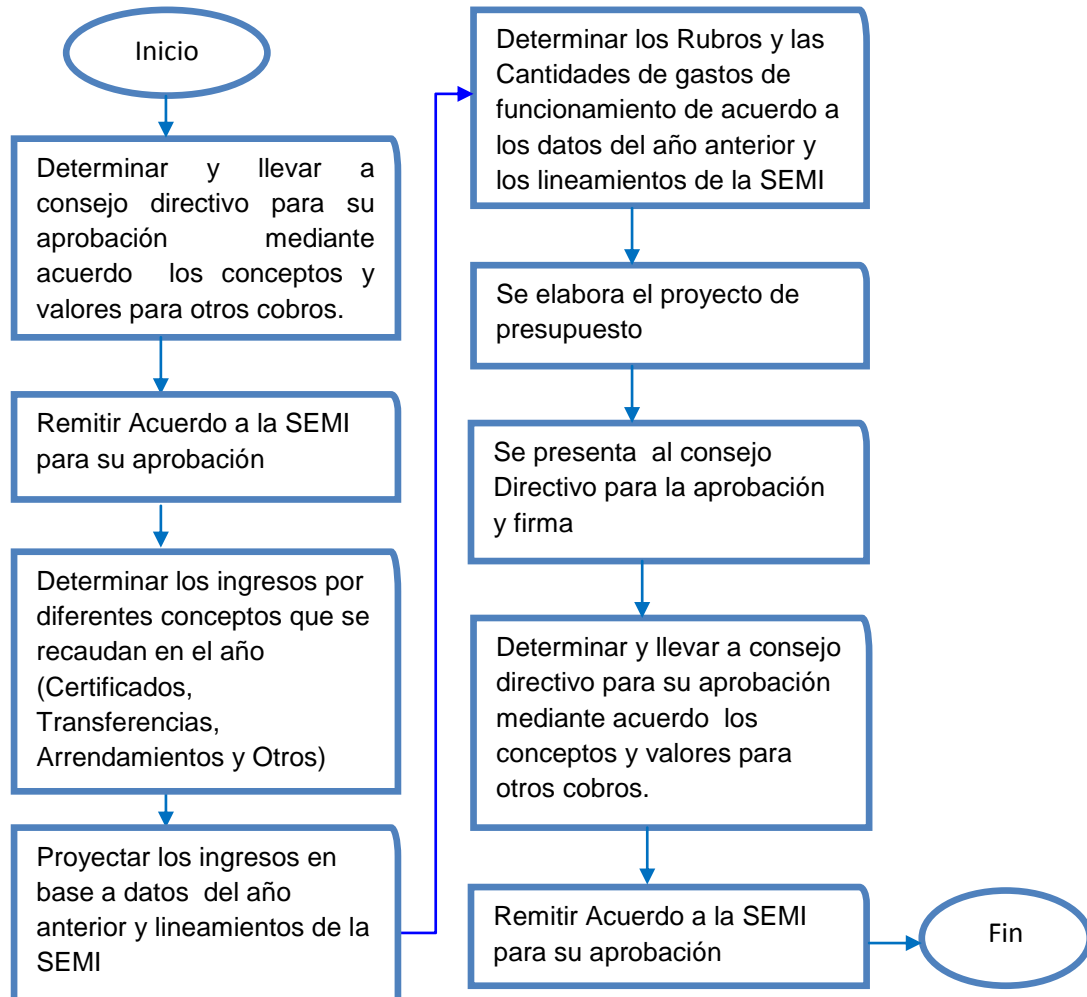 Inicio
Determinar y llevar a
consejo directivo para su
aprobación mediante
acuerdo los conceptos y
valores para otros cobros.
Remitir Acuerdo a la SEMI
para su aprobación
Determinar los ingresos por
diferentes conceptos que se
recaudan en el año
(Certificados,
Transferencias,
Arrendamientos y Otros)
Proyectar los ingresos en
base a datos del año
anterior y lineamientos de la
SEMI
Determinar los Rubros y las
Cantidades de gastos de
funcionamiento de acuerdo a
los datos del año anterior y
los lineamientos de la SEMI
Se elabora el proyecto de
presupuesto
Se presenta al consejo
Directivo para la aprobación
y firma
Determinar y llevar a consejo
directivo para su aprobación
mediante acuerdo los
conceptos y valores para
otros cobros.
Remitir Acuerdo a la SEMI
para su aprobación
Fin